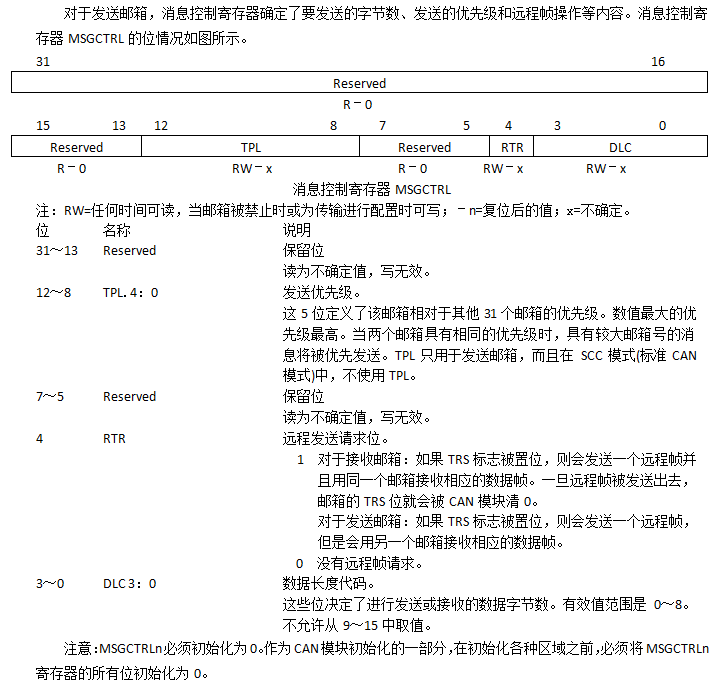 对于发送邮箱，消息控制寄存器确定了要发送的字节数、发送的优先级和远程帧操作等内容。消息控制寄
存器 MSGCTRL 的位情况如图所示。
31 16
Reserved
R－0
15 13 12 8 7 5 4 3 0
Reserved TPL Reserved RTR DLC
R－0 RW－x R－0 RW－x RW－x
消息控制寄存器 MSGCTRL
注：RW=任何时间可读，当邮箱被禁止时或为传输进行配置时可写；－n=复位后的值；x=不确定。
位 名称 说明
31～13 Reserved 保留位
读为不确定值，写无效。
12～8 TPL.4：0 发送优先级。
这 5 位定义了该邮箱相对于其他 31 个邮箱的优先级。数值最大的优
先级最高。当两个邮箱具有相同的优先级时，具有较大邮箱号的消
息将被优先发送。TPL 只用于发送邮箱，而且在 SCC 模式(标准 CAN
模式)中，不使用 TPL。
7～5 Reserved 保留位
读为不确定值，写无效。
4 RTR 远程发送请求位。
1 对于接收邮箱：如果 TRS 标志被置位，则会发送一个远程帧并
且用同一个邮箱接收相应的数据帧。一旦远程帧被发送出去，
邮箱的 TRS 位就会被 CAN 模块清 0。
对于发送邮箱：如果 TRS 标志被置位，则会发送一个远程帧，
但是会用另一个邮箱接收相应的数据帧。
0 没有远程帧请求。
3～0 DLC 3：0 数据长度代码。
这些位决定了进行发送或接收的数据字节数。有效值范围是 0～8。
不允许从 9～15 中取值。
注意：MSGCTRLn 必须初始化为 0。作为 CAN 模块初始化的一部分，在初始化各种区域之前，必须将 MSGCTRLn
寄存器的所有位初始化为 0。